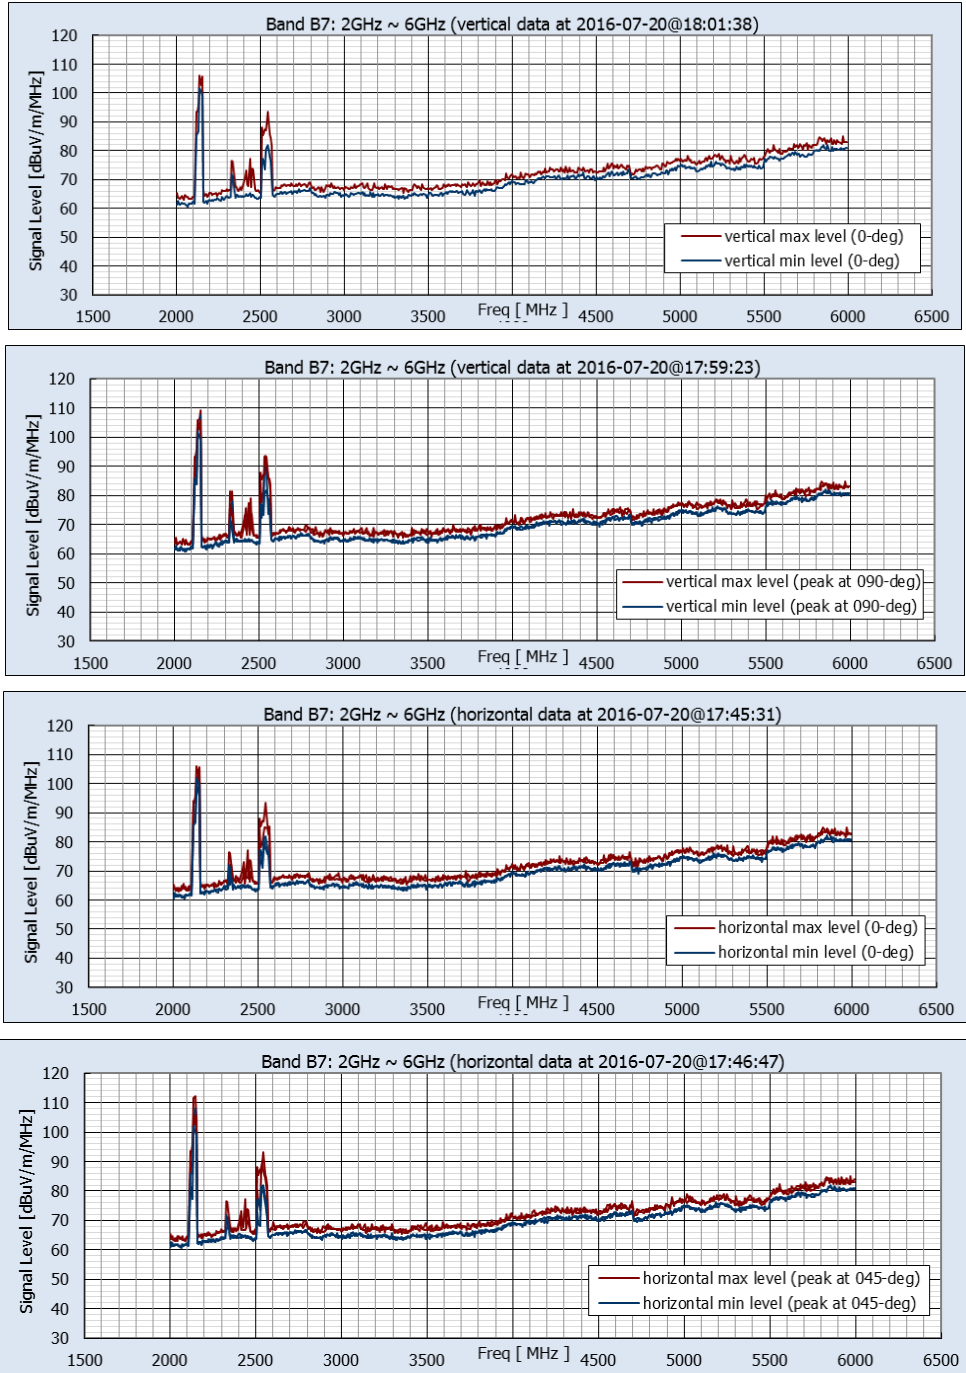 Band B7: 2GHz ~ 6GHz (vertical data at 2016-07-20@18:01:38)
120
110
100
90
80
70
60
50
40
30
Signal Level [dBuV/m/MHz]
vertical max level (0-deg)
vertical min level (0-deg)
1500 2000 2500 3000 3500 4500 5000 5500 6000 6500
Freq [ MHz ]
Band B7: 2GHz ~ 6GHz (vertical data at 2016-07-20@17:59:23)
120
110
100
90
80
70
60
50
40
30
Signal Level [dBuV/m/MHz]
vertical max level (peak at 090-deg)
vertical min level (peak at 090-deg)
1500 2000 2500 3000 3500 4500 5000 5500 6000 6500
Freq [ MHz ]
Band B7: 2GHz ~ 6GHz (horizontal data at 2016-07-20@17:45:31)
120
110
100
90
80
70
60
50
40
30
Signal Level [dBuV/m/MHz]
horizontal max level (0-deg)
horizontal min level (0-deg)
1500 2000 2500 3000 3500 4500 5000 5500 6000 6500
Freq [ MHz ]
Band B7: 2GHz ~ 6GHz (horizontal data at 2016-07-20@17:46:47)
120
110
100
90
80
70
60
50
40
30
Signal Level [dBuV/m/MHz]
horizontal max level (peak at 045-deg)
horizontal min level (peak at 045-deg)
1500 2000 2500 3000 3500 4000 4500 5000 5500 6000 6500
Freq [ MHz ]